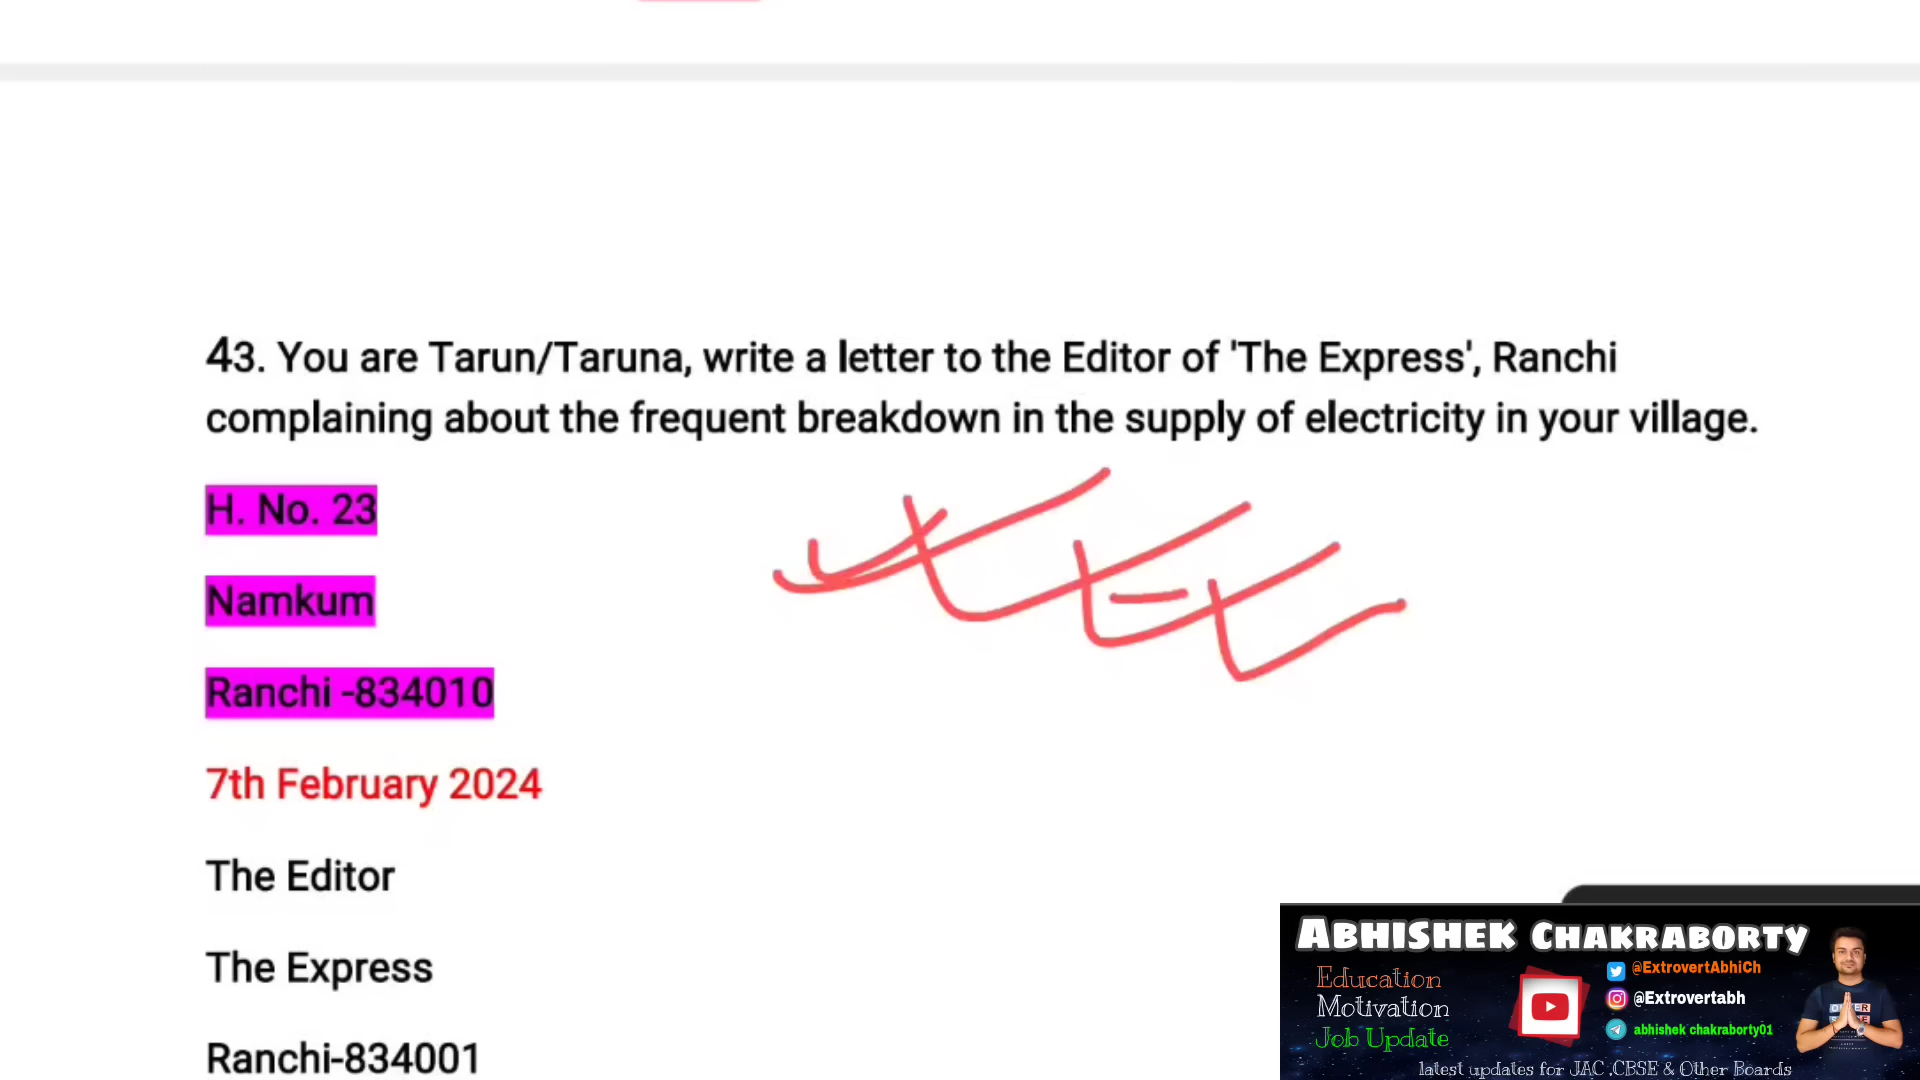 43. You are Tarun/Taruna, write a letter to the Editor of 'The Express', Ranchi
complaining about the frequent breakdown in the supply of electricity in your village.
H. No. 23
Namkum
Ranchi -834010
7th February 2024
The Editor
The Express
Ranchi-834001
ABHISHEK CHAKRABORTY
Education
Motivation
Job Update
@ExtrovertAbhiCh
@Extrovertabh
abhishek chakraborty01
latest updates for JAC ,CBSE & Other Boards